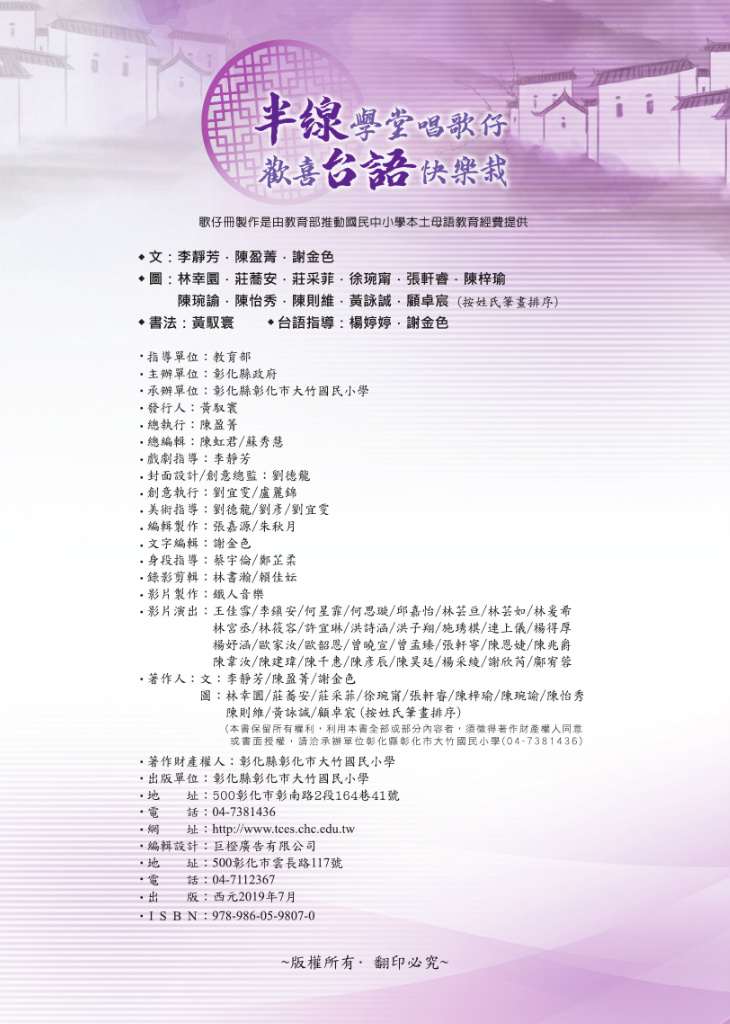 半線學堂唱歌仔
歡喜台語快樂栽
歌仔冊製作是由教育部推動國民中小學本土母語教育經費提供
◆文：李靜芳．陳盈菁．謝金色
◆圖：林幸圜．莊蕎安．莊采菲．徐琬甯．張軒睿．陳梓瑜
陳琬諭．陳怡秀．陳則維．黃詠誠．顧卓宸（按姓氏筆畫排序）
◆書法：黃馭寰　◆台語指導：楊婷婷．謝金色
・指導單位：教育部
・主辦單位：彰化縣政府
・承辦單位：彰化縣彰化市大竹國民小學
・發行人：黃馭寰
・總執行：陳盈菁
・總編輯：陳虹君/蘇秀慧
・戲劇指導：李靜芳
・封面設計/創意總監：劉德龍
・創意執行：劉宜雯/盧麗錦
・美術指導：劉德龍/劉彥/劉宜雯
・編輯製作：張嘉源/朱秋月
・文字編輯：謝金色
・身段指導：蔡宇倫/鄭芷柔
・錄影剪輯：林書瀚/賴佳妘
・影片製作：鐵人音樂
・影片演出：王佳雪/李鎮安/何星霏/何思璇/邱嘉怡/林芸亘/林芸如/林爰希
林宮丞/林筱容/許宜琳/洪詩涵/洪子翔/施琇棋/連上儀/楊得厚
楊妤涵/歐家汝/歐韶恩/曾曉宣/曾孟臻/張軒寧/陳恩婕/陳兆爵
陳韋汝/陳建瑋/陳千惠/陳彥辰/陳昊廷/楊采綾/謝欣芮/鄺宥蓉
・著作人：文：李靜芳/陳盈菁/謝金色
圖：林幸圜/莊蕎安/莊采菲/徐琬甯/張軒睿/陳梓瑜/陳琬諭/陳怡秀
陳則維/黃詠誠/顧卓宸(按姓氏筆畫排序)
(本書保留所有權利，利用本書全部或部分內容者，須徵得著作財產權人同意
或書面授權，請洽承辦單位彰化縣彰化市大竹國民小學(04-7381436)
・著作財產權人：彰化縣彰化市大竹國民小學
・出版單位：彰化縣彰化市大竹國民小學
・地　　址：500彰化市彰南路2段164巷41號
・電　　話：04-7381436
・網　　址：http://www.tces.chc.edu.tw
・編輯設計：巨橙廣告有限公司
・地　　址：500彰化市雲長路117號
・電　　話：04-7112367
・出　　版：西元2019年7月
・ＩＳＢＮ：978-986-05-9807-0
~版權所有．翻印必究~